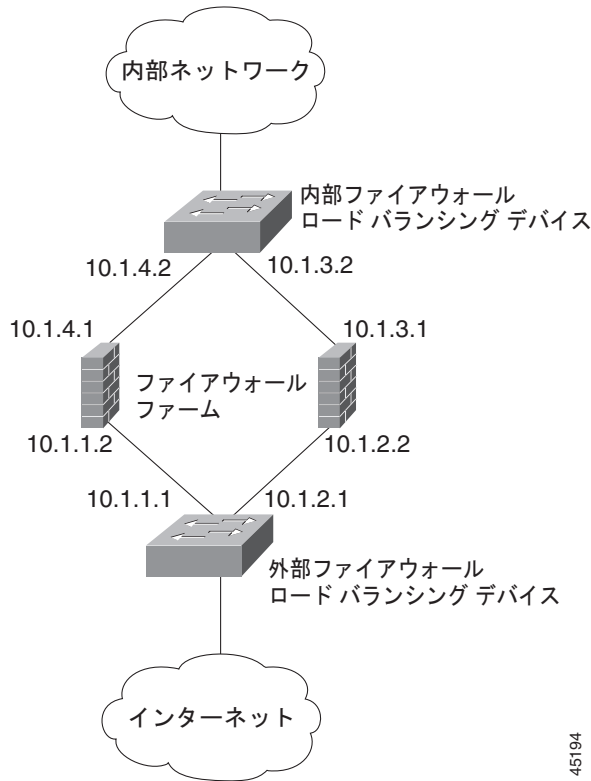 内部ネットワーク
内部ファイアウォール
ロード バランシング デバイス
10.1.4.2
10.1.3.2
10.1.4.1
10.1.3.1
ファイアウォール
ファーム
10.1.1.2
10.1.2.2
10.1.1.1
10.1.2.1
外部ファイアウォール
ロード バランシング デバイス
インターネット
45194